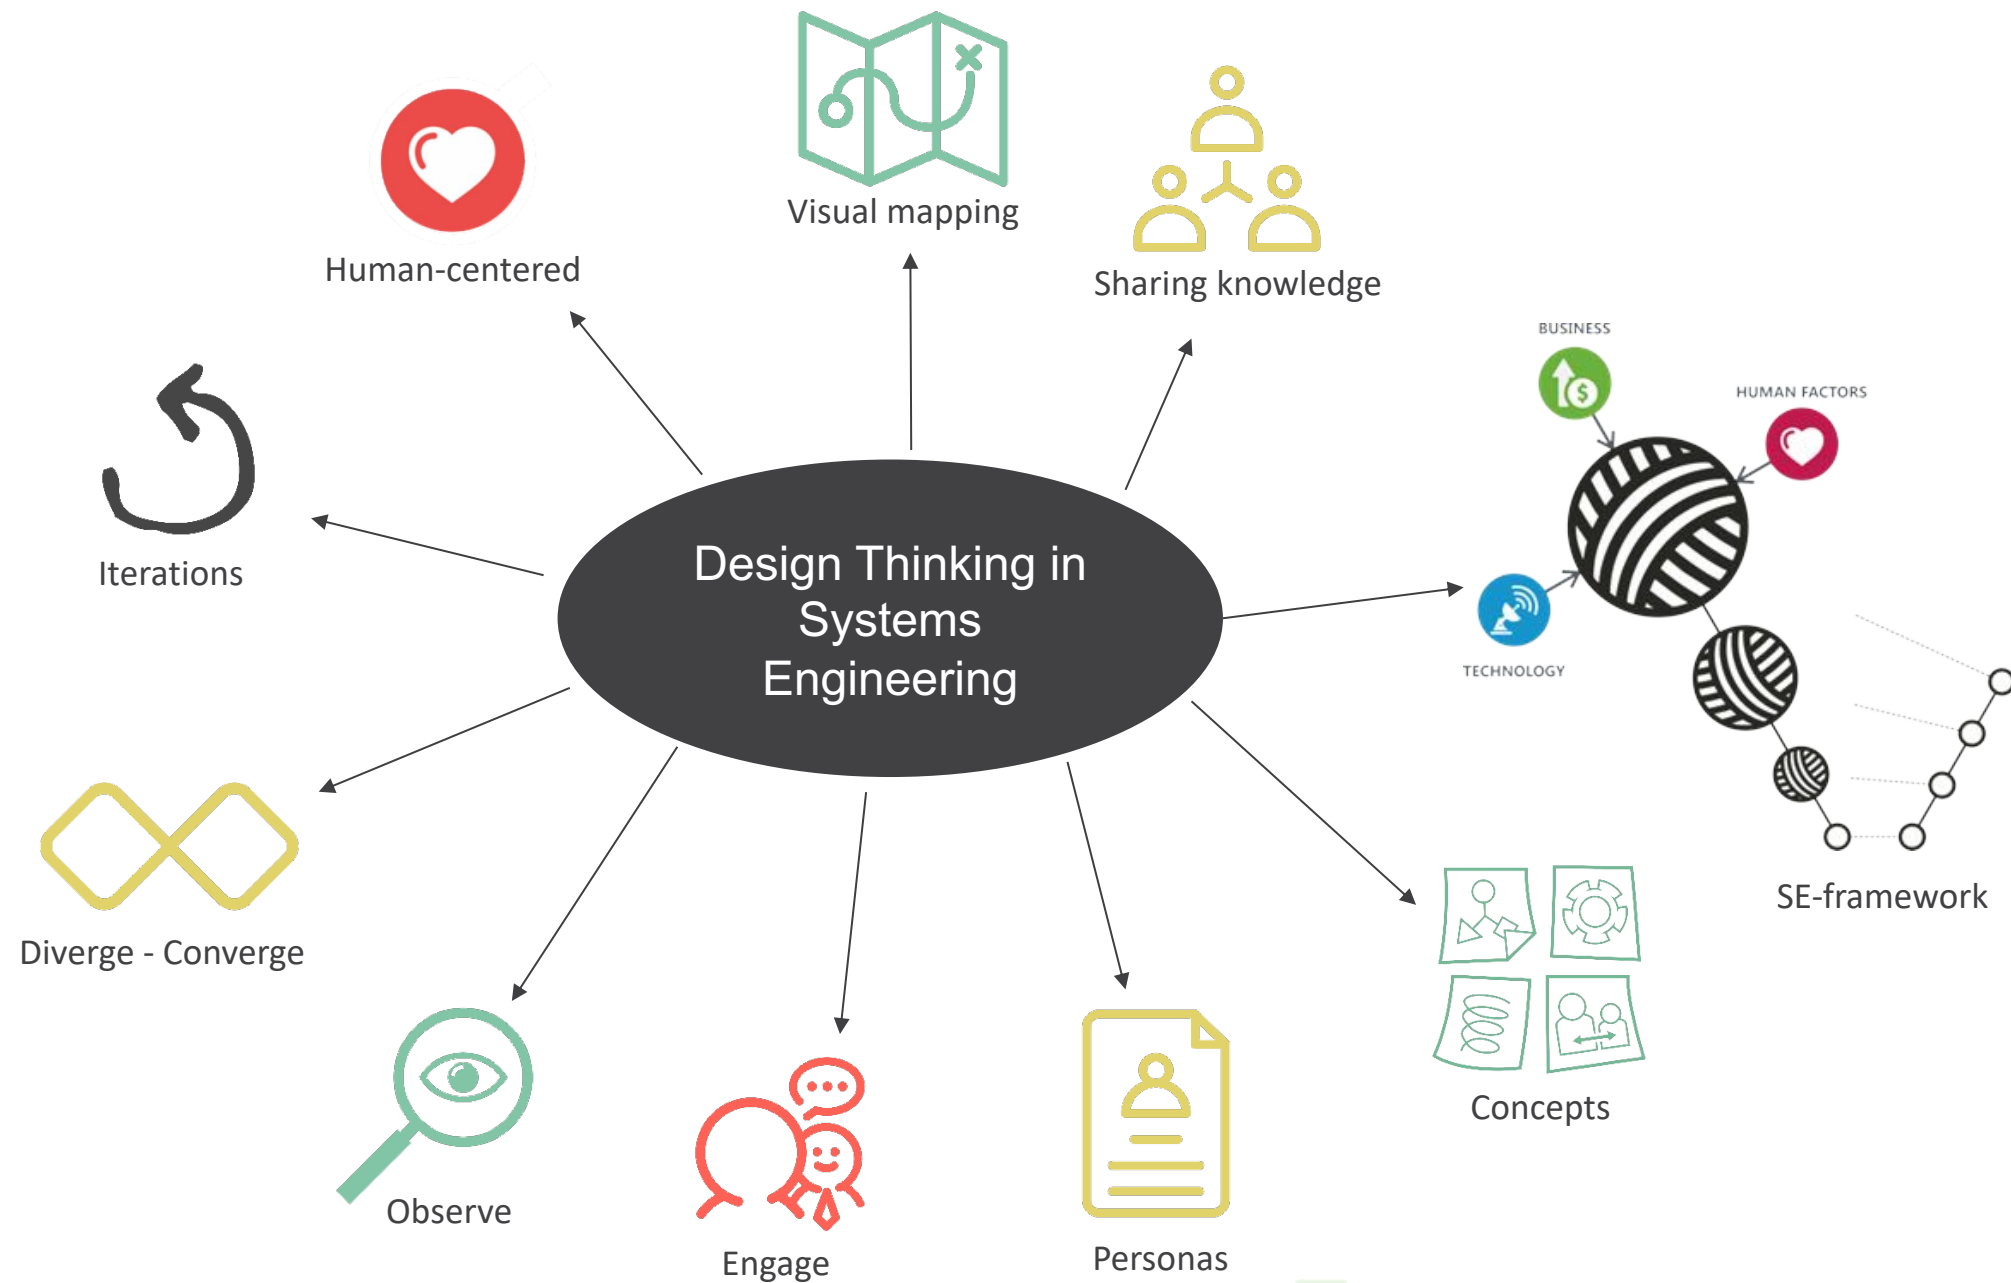 Visual mapping
Human-centered
Sharing knowledge
BUSINESS
HUMAN FACTORS
Iterations
Design Thinking in
Systems
Engineering
TECHNOLOGY
SE-framework
Diverge - Converge
Concepts
Observe
Engage
Personas